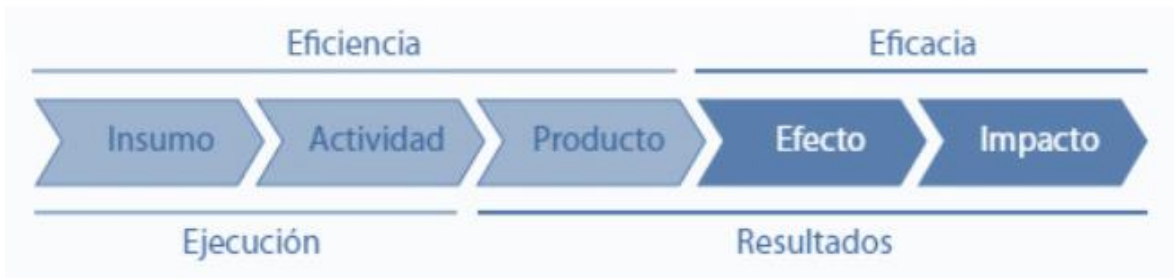 Eficiencia Eficacia
Insumo Actividad Producto Efecto Impacto
Ejecución Resultados